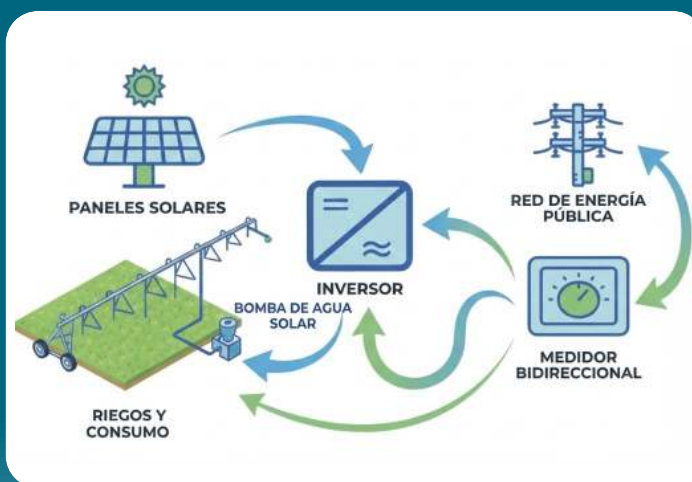 PANELES SOLARES
RED DE ENERGÍA
PÚBLICA
INVERSOR
BOMBA DE AGUA
SOLAR
MEDIDOR
BIDIRECCIONAL
RIEGOS Y
CONSUMO